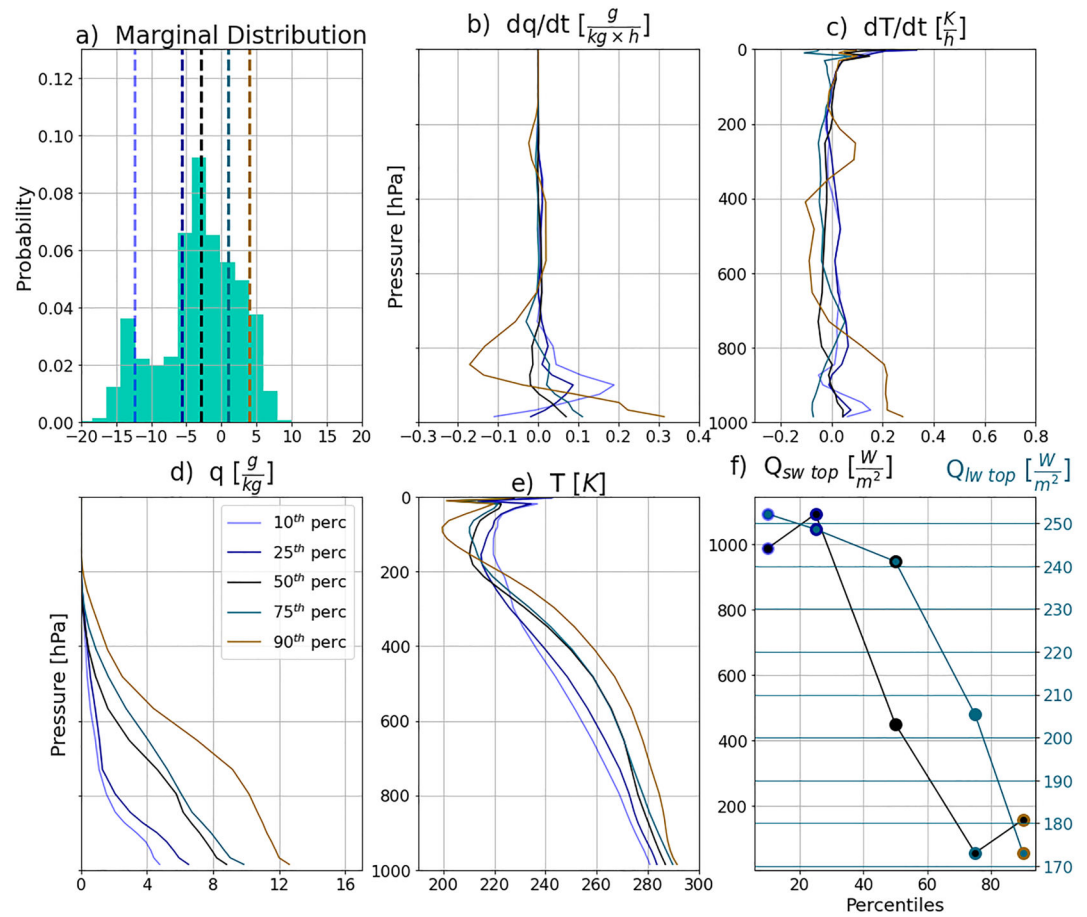 a) Marginal Distribution
b) dq/dt [g/(kg × h)]
c) dT/dt [K/h]
Probability
0.12
0.10
0.08
0.06
0.04
0.02
0.00
−20 −15 −10 −5 0 5 10 15 20
Pressure [hPa]
−0.3 −0.2 −0.1 0.0 0.1 0.2 0.3 0.4
0
200
400
600
800
1000
−0.2 0.0 0.2 0.4 0.6 0.8
d) q [g/kg]
e) T [K]
f) Q_sw top [W/m²]
Q_lw top [W/m²]
Pressure [hPa]
10th perc
25th perc
50th perc
75th perc
90th perc
0 4 8 12 16
0
200
400
600
800
1000
200 220 240 260 280 300
1000
800
600
400
200
250
240
230
220
210
200
190
180
170
20 40 60 80
Percentiles